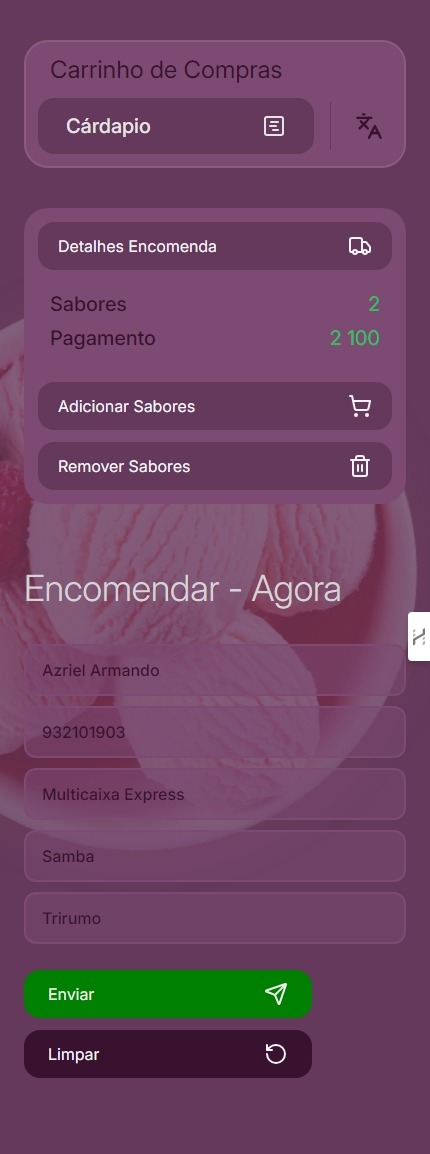 Carrinho de Compras
Cárdapio
Detalhes Encomenda
Sabores 2
Pagamento 2 100
Adicionar Sabores
Remover Sabores
Encomendar - Agora
Azriel Armando
932101903
Multicaixa Express
Samba
Trirumo
Enviar
Limpar